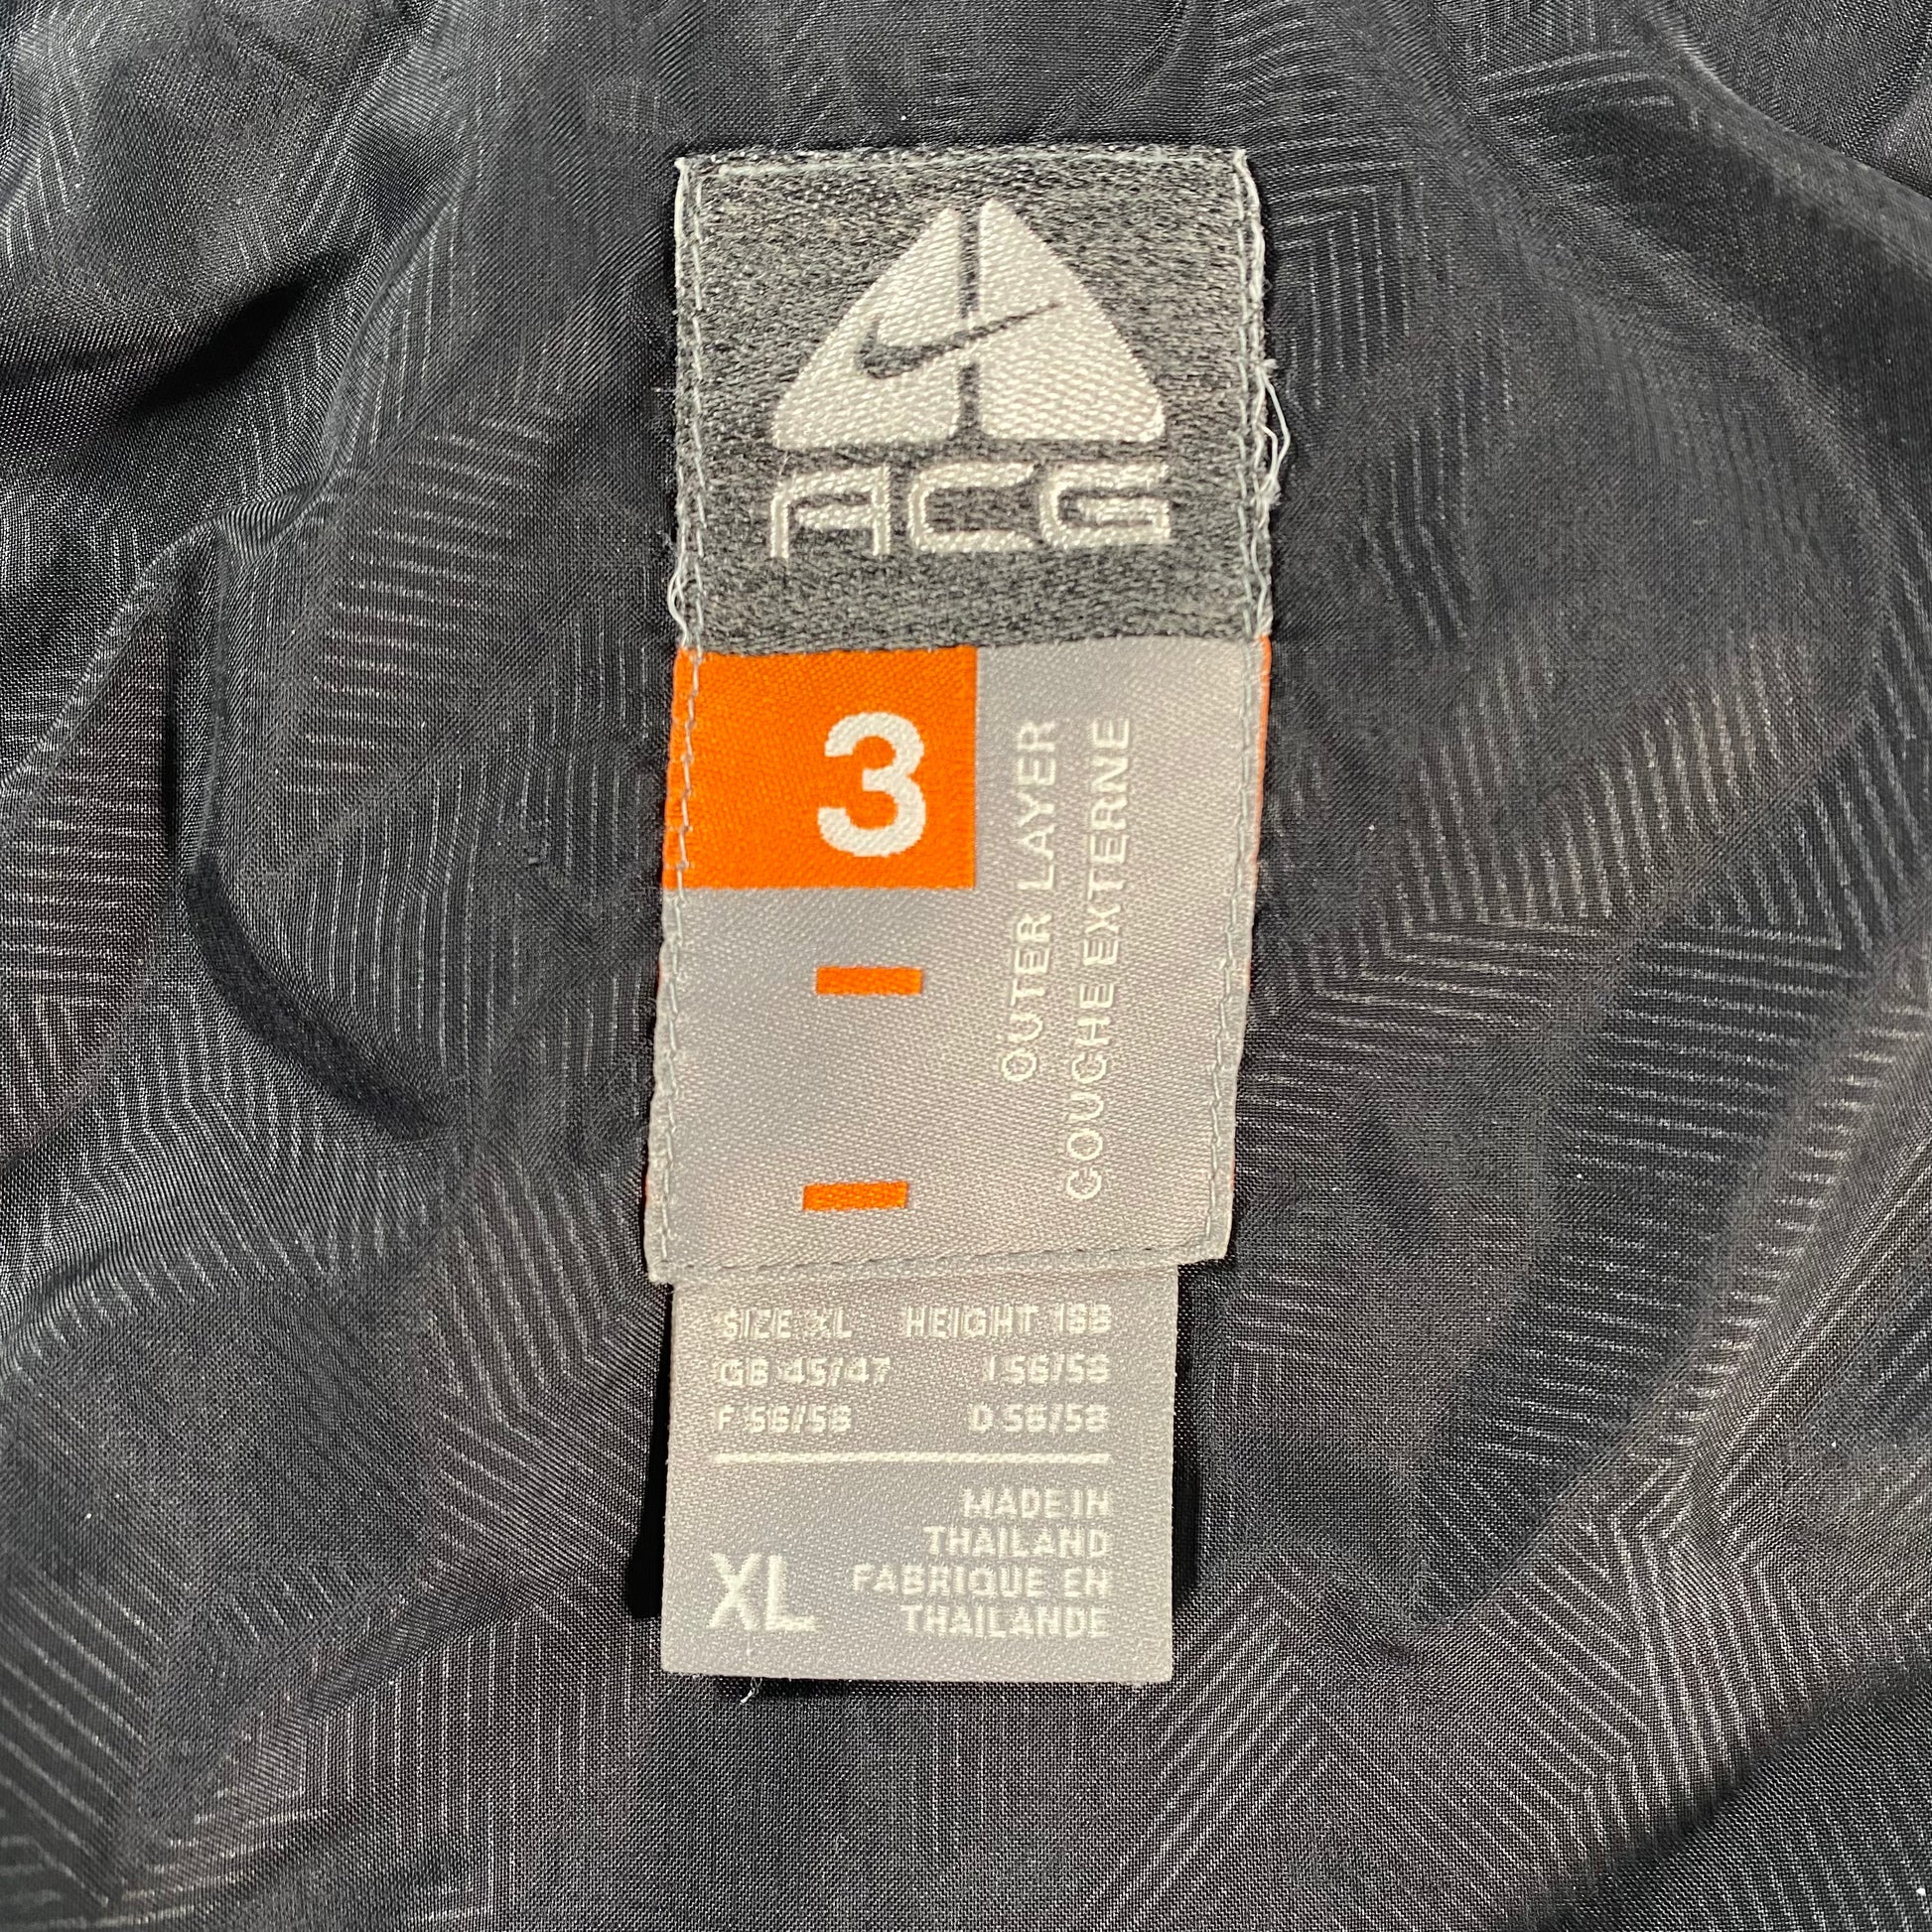 ACG
3
OUTER LAYER
COUCHE EXTERNE
SIZE XL HEIGHT 188
GB 45/47 I 56/58
F 56/58 D 56/58
MADE IN
THAILAND
FABRIQUE EN
THAILANDE
XL